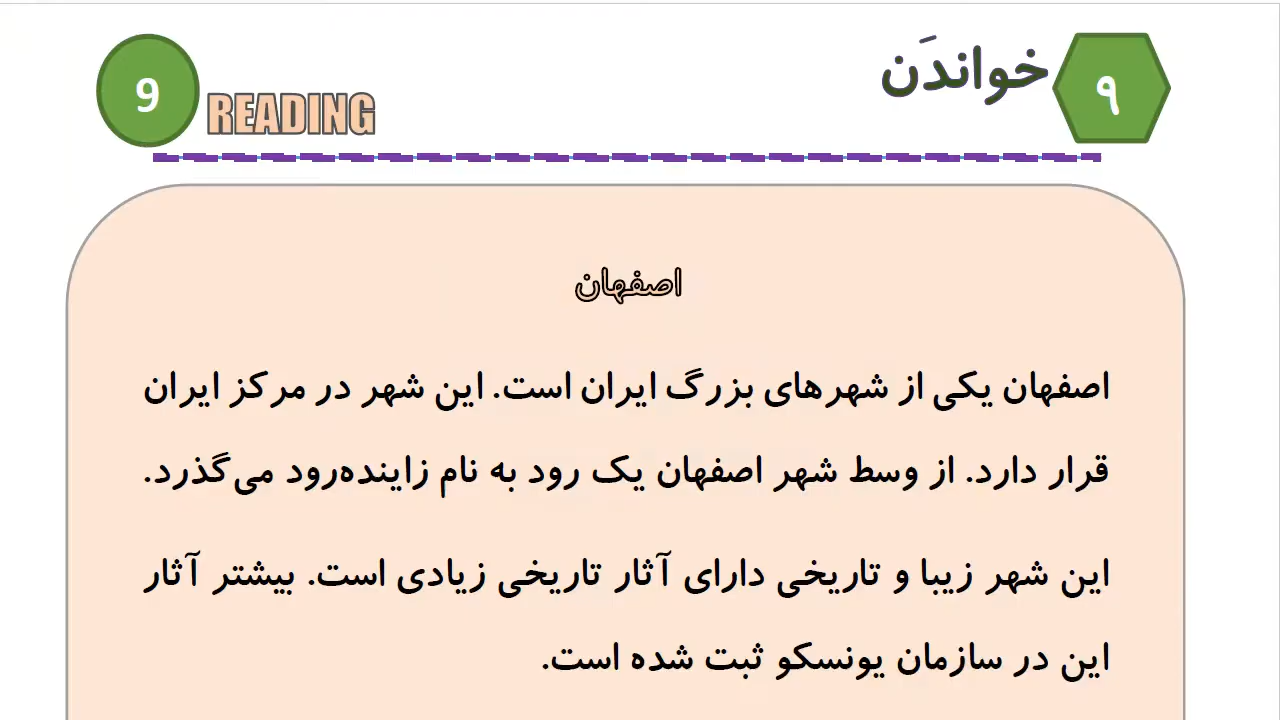 9
READING
خواندَن
۹
اصفهان
اصفهان یکی از شهرهای بزرگ ایران است. این شهر در مرکز ایران
قرار دارد. از وسط شهر اصفهان یک رود به نام زاینده‌رود می‌گذرد.
این شهر زیبا و تاریخی دارای آثار تاریخی زیادی است. بیشتر آثار
این در سازمان یونسکو ثبت شده است.